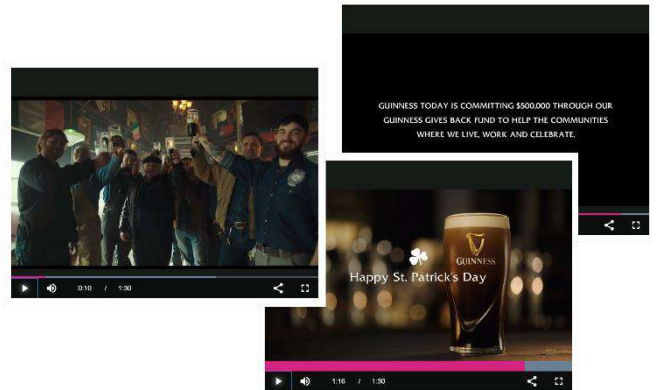 GUINNESS TODAY IS COMMITTING $500,000 THROUGH OUR
GUINNESS GIVES BACK FUND TO HELP THE COMMUNITIES
WHERE WE LIVE, WORK AND CELEBRATE.
0:10 / 1:30
GUINNESS
Happy St. Patrick's Day
1:16 / 1:30